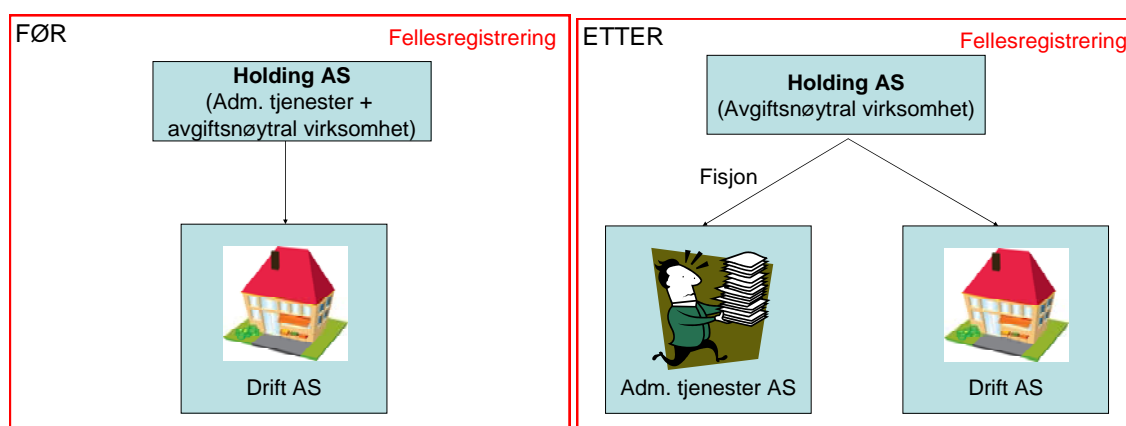 FØR
Fellesregistrering
Holding AS
(Adm. tjenester +
avgiftsnøytral virksomhet)
Drift AS
ETTER
Fellesregistrering
Holding AS
(Avgiftsnøytral virksomhet)
Fisjon
Adm. tjenester AS
Drift AS